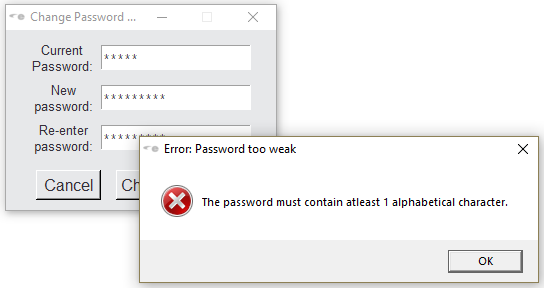 Change Password ...
Current
Password:
*****
New
password:
*********
Re-enter
password:
*********
Cancel
Ch
Error: Password too weak
The password must contain atleast 1 alphabetical character.
OK